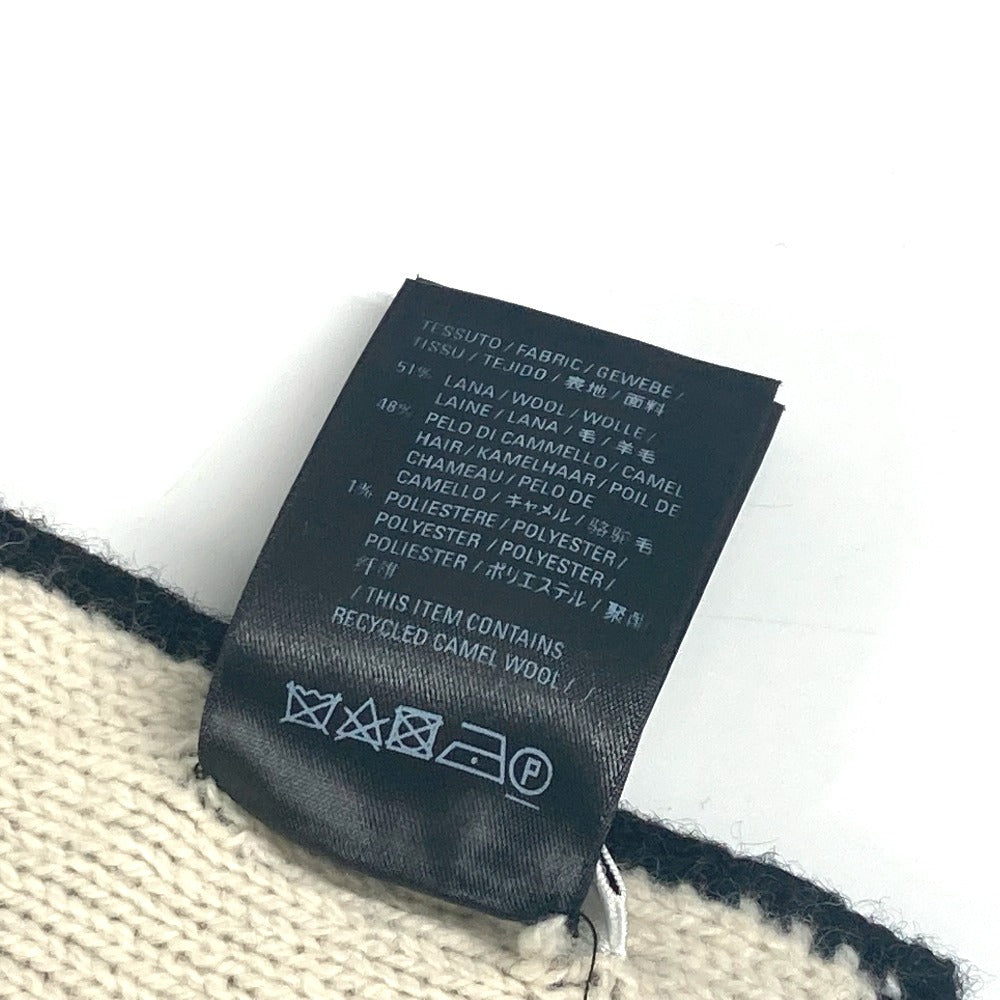 TESSUTO / FABRIC / GEWEBE /
TISSU / TEJIDO / 表地 / 面料
51% LANA / WOOL / WOLLE /
LAINE / LANA / 毛 / 羊毛
48% PELO DI CAMMELLO / CAMEL
HAIR / KAMELHAAR / POIL DE
CHAMEAU / PELO DE
CAMELLO / キャメル / 骆驼毛
1% POLIESTERE / POLYESTER /
POLYESTER / POLYESTER /
POLIESTER / ポリエステル / 聚酯
纤维
/ THIS ITEM CONTAINS
RECYCLED CAMEL WOOL / /
P